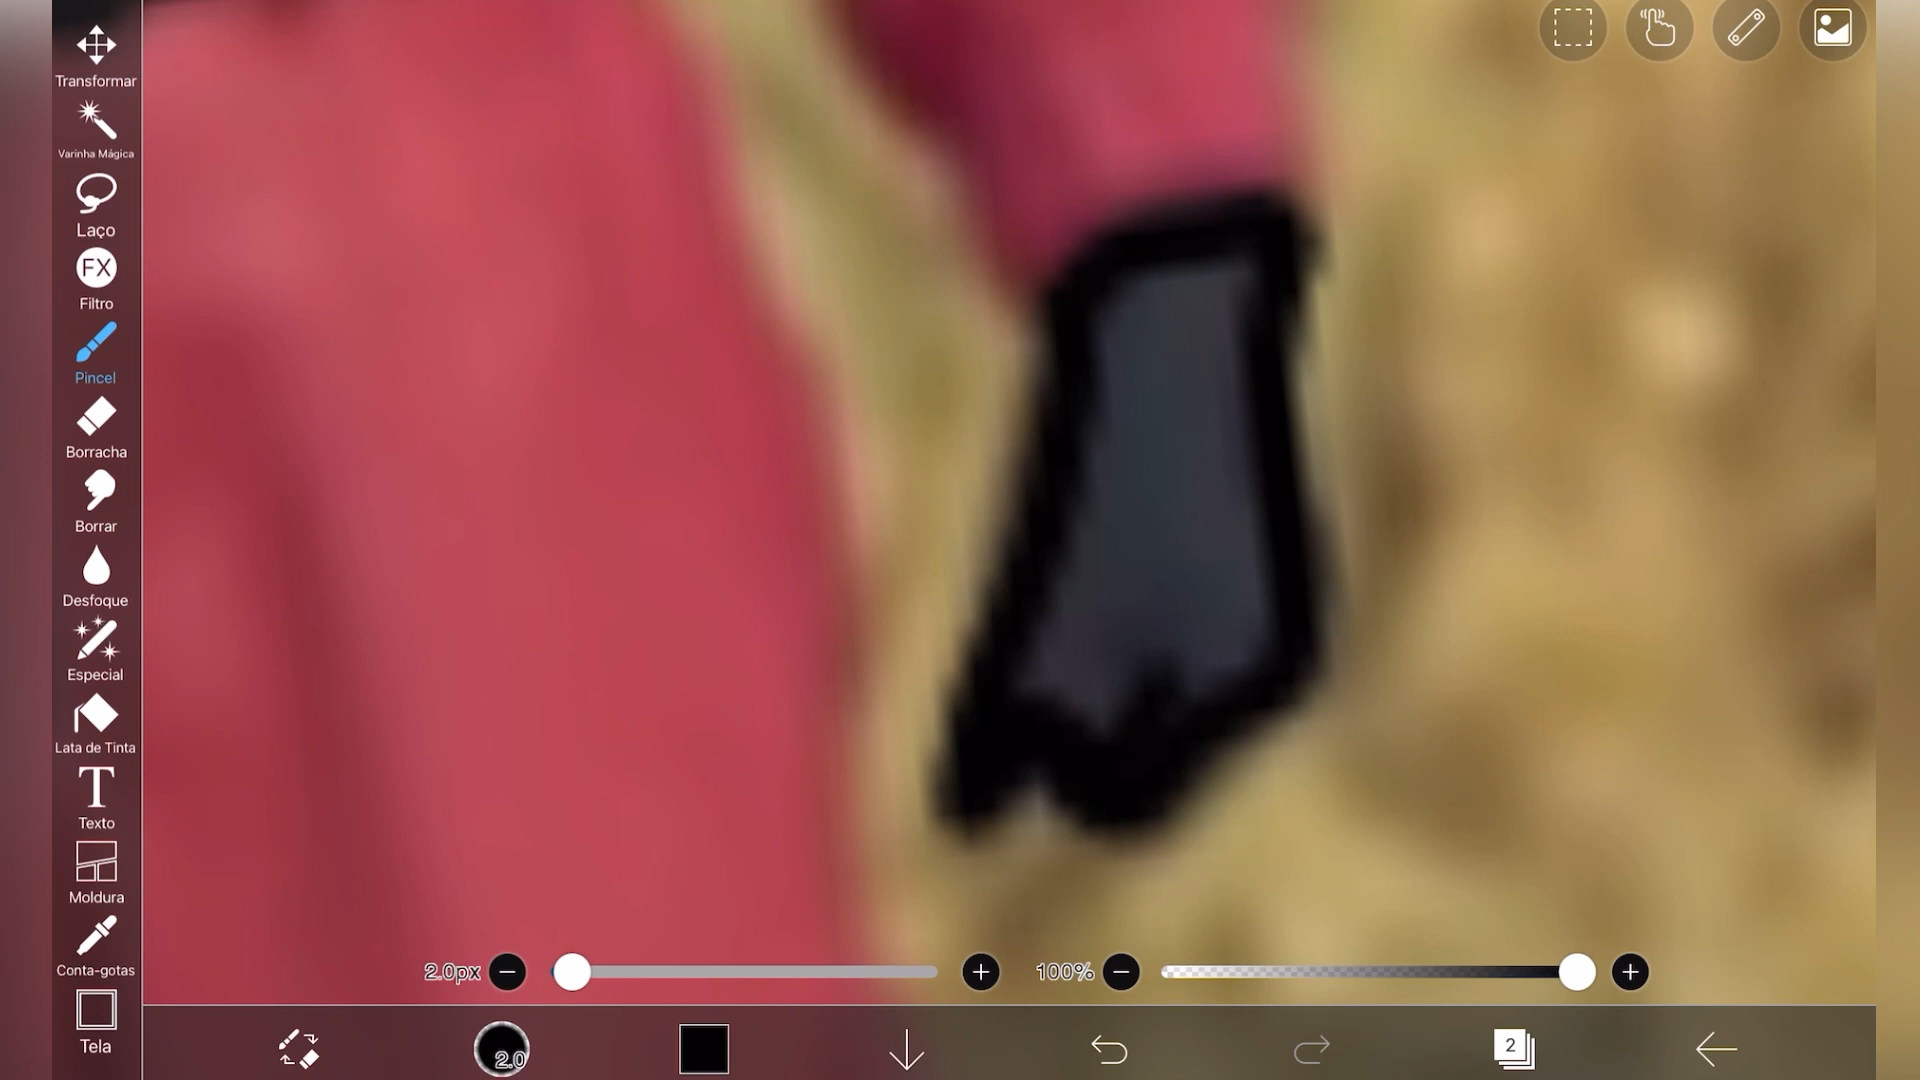 Transformar
Varinha Mágica
Laço
FX
Filtro
Pincel
Borracha
Borrar
Desfoque
Especial
Lata de Tinta
T
Texto
Moldura
Conta-gotas
Tela
2.0px
100%
2.0
2